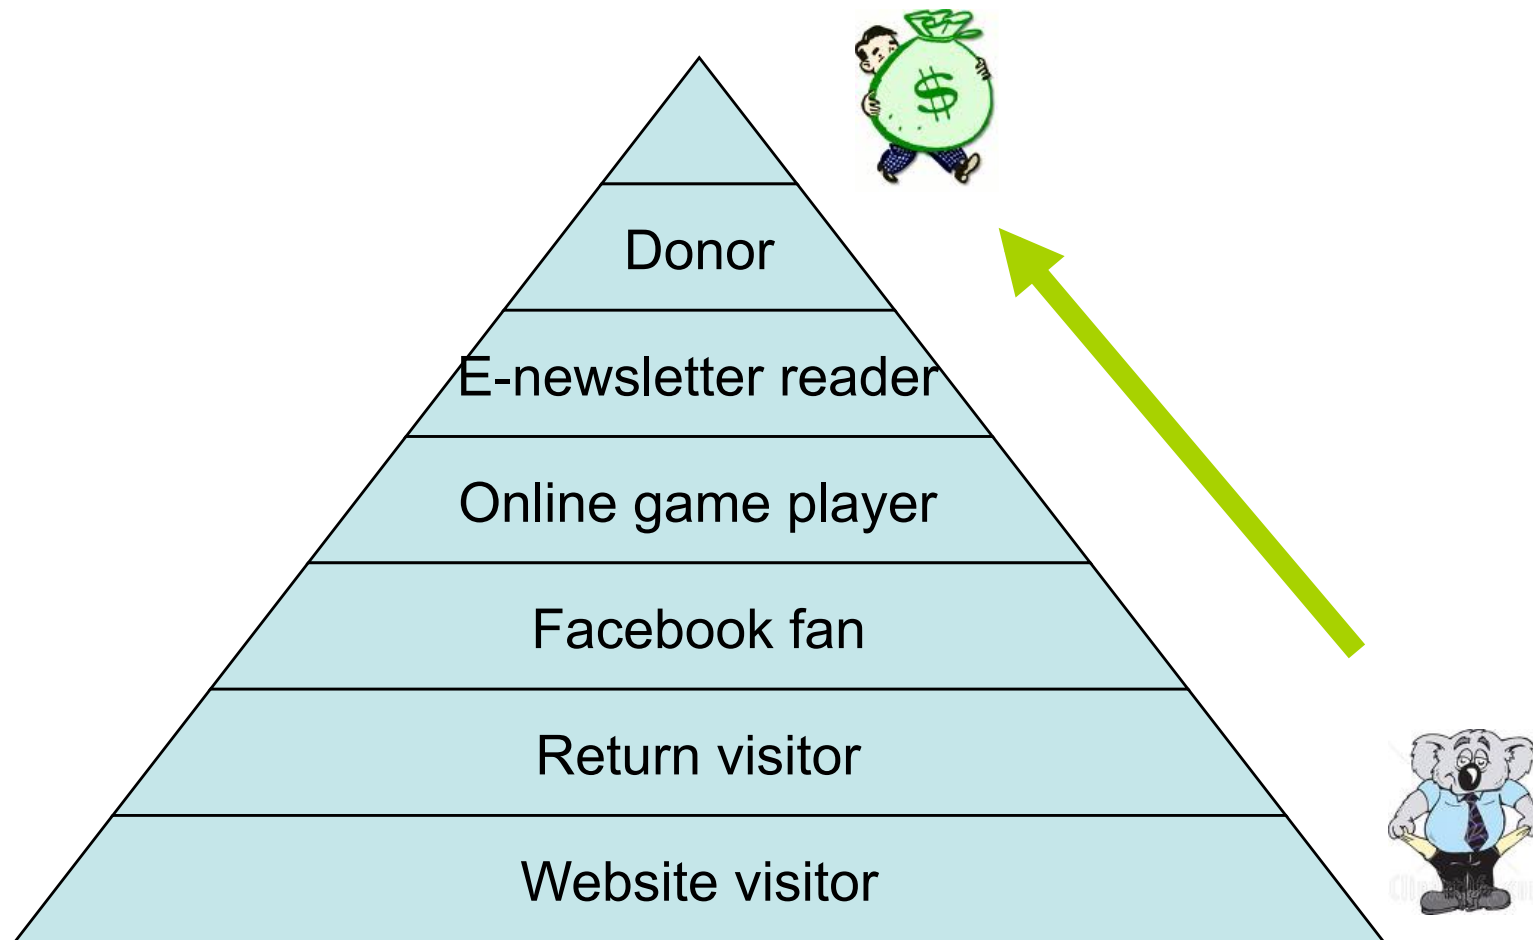 $
Donor
E-newsletter reader
Online game player
Facebook fan
Return visitor
Website visitor